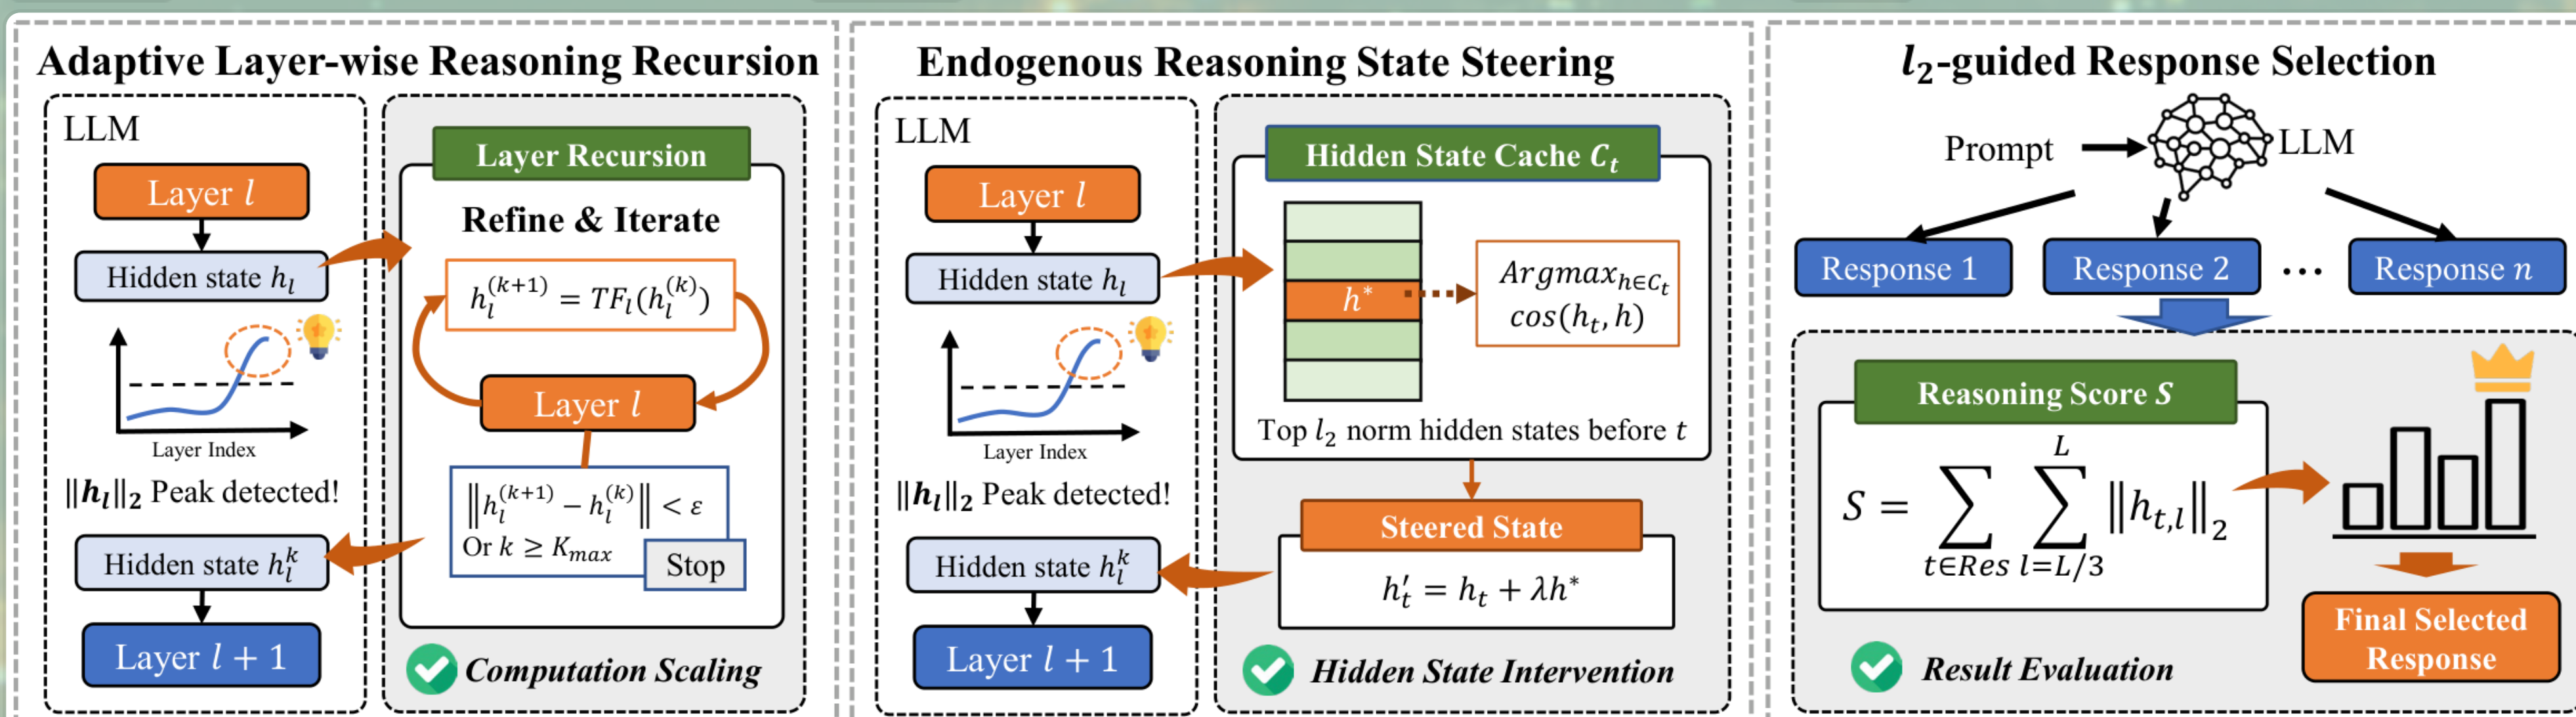 Adaptive Layer-wise Reasoning Recursion
LLM
Layer l
Hidden state h_l
Layer Index
‖h_l‖_2 Peak detected!
Hidden state h_l^k
Layer l + 1
Layer Recursion
Refine & Iterate
h_l^{(k+1)} = TF_l(h_l^{(k)})
Layer l
‖h_l^{(k+1)} − h_l^{(k)}‖ < ε
Or k ≥ K_{max}
Stop
Computation Scaling
Endogenous Reasoning State Steering
LLM
Layer l
Hidden state h_l
Layer Index
‖h_l‖_2 Peak detected!
Hidden state h_l^k
Layer l + 1
Hidden State Cache C_t
h^*
Argmax_{h∈C_t}
cos(h_t, h)
Top l_2 norm hidden states before t
Steered State
h'_t = h_t + λh^*
Hidden State Intervention
l_2-guided Response Selection
Prompt
LLM
Response 1
Response 2
...
Response n
Reasoning Score S
S = ∑_{t∈Res} ∑_{l=L/3}^{L} ‖h_{t,l}‖_2
Final Selected
Response
Result Evaluation